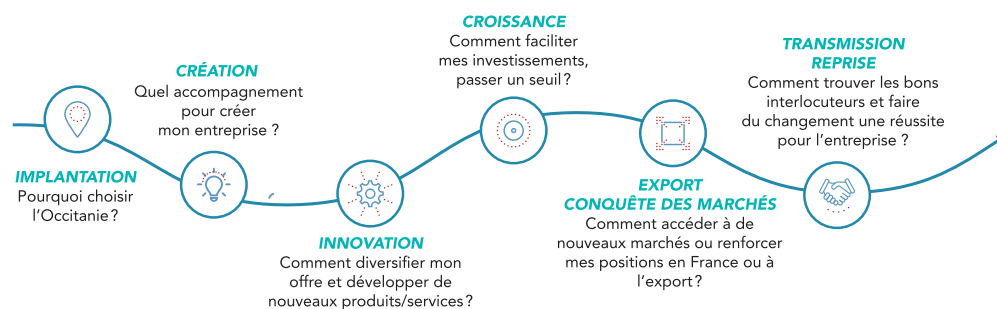 IMPLANTATION
Pourquoi choisir
l'Occitanie ?
CRÉATION
Quel accompagnement
pour créer
mon entreprise ?
INNOVATION
Comment diversifier mon
offre et développer de
nouveaux produits/services ?
CROISSANCE
Comment faciliter
mes investissements,
passer un seuil ?
EXPORT
CONQUÊTE DES MARCHÉS
Comment accéder à de
nouveaux marchés ou renforcer
mes positions en France ou à
l'export ?
TRANSMISSION
REPRISE
Comment trouver les bons
interlocuteurs et faire
du changement une réussite
pour l'entreprise ?